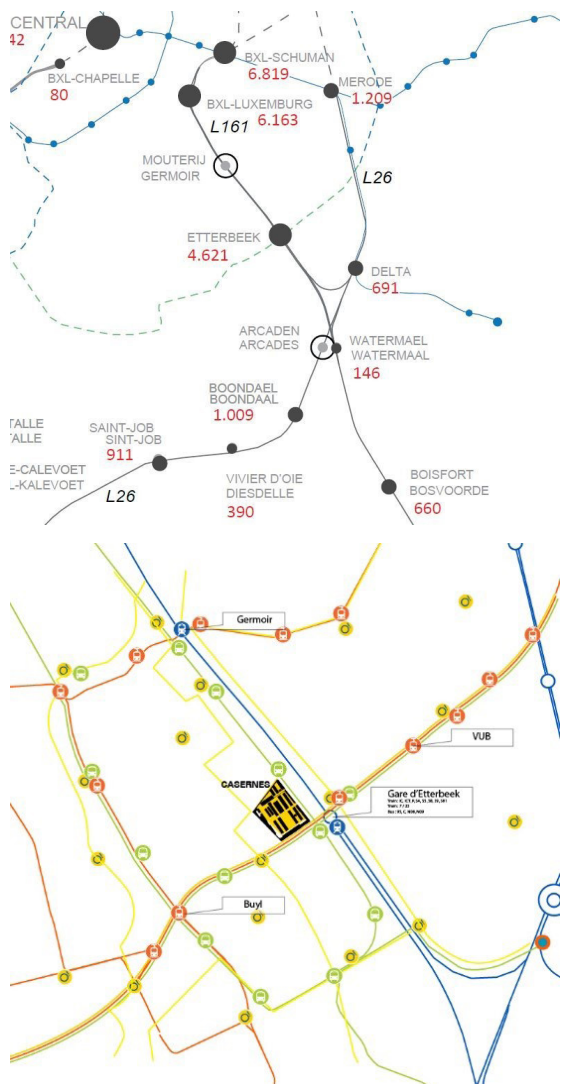 CENTRAL
42
BXL-CHAPELLE
80
BXL-SCHUMAN
6.819
MERODE
1.209
BXL-LUXEMBURG
6.163
L161
MOUTERIJ
GERMOIR
L26
ETTERBEEK
4.621
DELTA
691
ARCADEN
ARCADES
WATERMAEL
WATERMAAL
146
BOONDAEL
BOONDAAL
1.009
TALLE
TALLE
SAINT-JOB
SINT-JOB
911
E-CALEVOET
L-KALEVOET
L26
VIVIER D'OIE
DIESDELLE
390
BOISFORT
BOSVOORDE
660
Germoir
VUB
CASERNES
Gare d'Etterbeek
Buyl